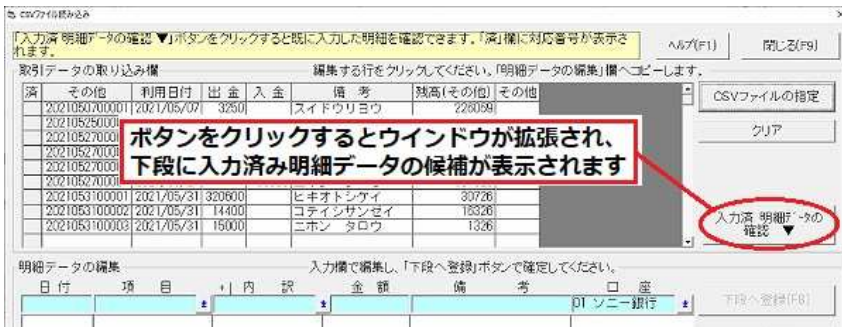 CSVファイル読み込み
「入力済 明細データの確認 ▼」ボタンをクリックすると既に入力した明細を確認できます。「済」欄に対応番号が表示さ
れます。
ヘルプ(F1) 閉じる(F9)
取引データの取り込み欄 編集する行をクリックしてください。「明細データの編集」欄へコピーします。
済 その他 利用日付 出 金 入 金 備 考 残高(その他) その他
CSVファイルの指定
2021050700001 2021/05/07 3250 スイドウリヨウ 226069
202105250000
クリア
202105270000
202105270000
202105270000
202105270000
ボタンをクリックするとウインドウが拡張され、
下段に入力済み明細データの候補が表示されます
2021053100001 2021/05/31 320600 ヒキオトシケイ 30726
2021053100002 2021/05/31 14400 コテイシサンゼイ 16326
2021053100003 2021/05/31 15000 ニホン タロウ 1326
入力済 明細データの
確認 ▼
明細データの編集 入力欄で編集し、「下段へ登録」ボタンで確定してください。
日 付 項 目 +| 内 訳 金 額 備 考 口 座
01 ソニー銀行
下段へ登録(F8)